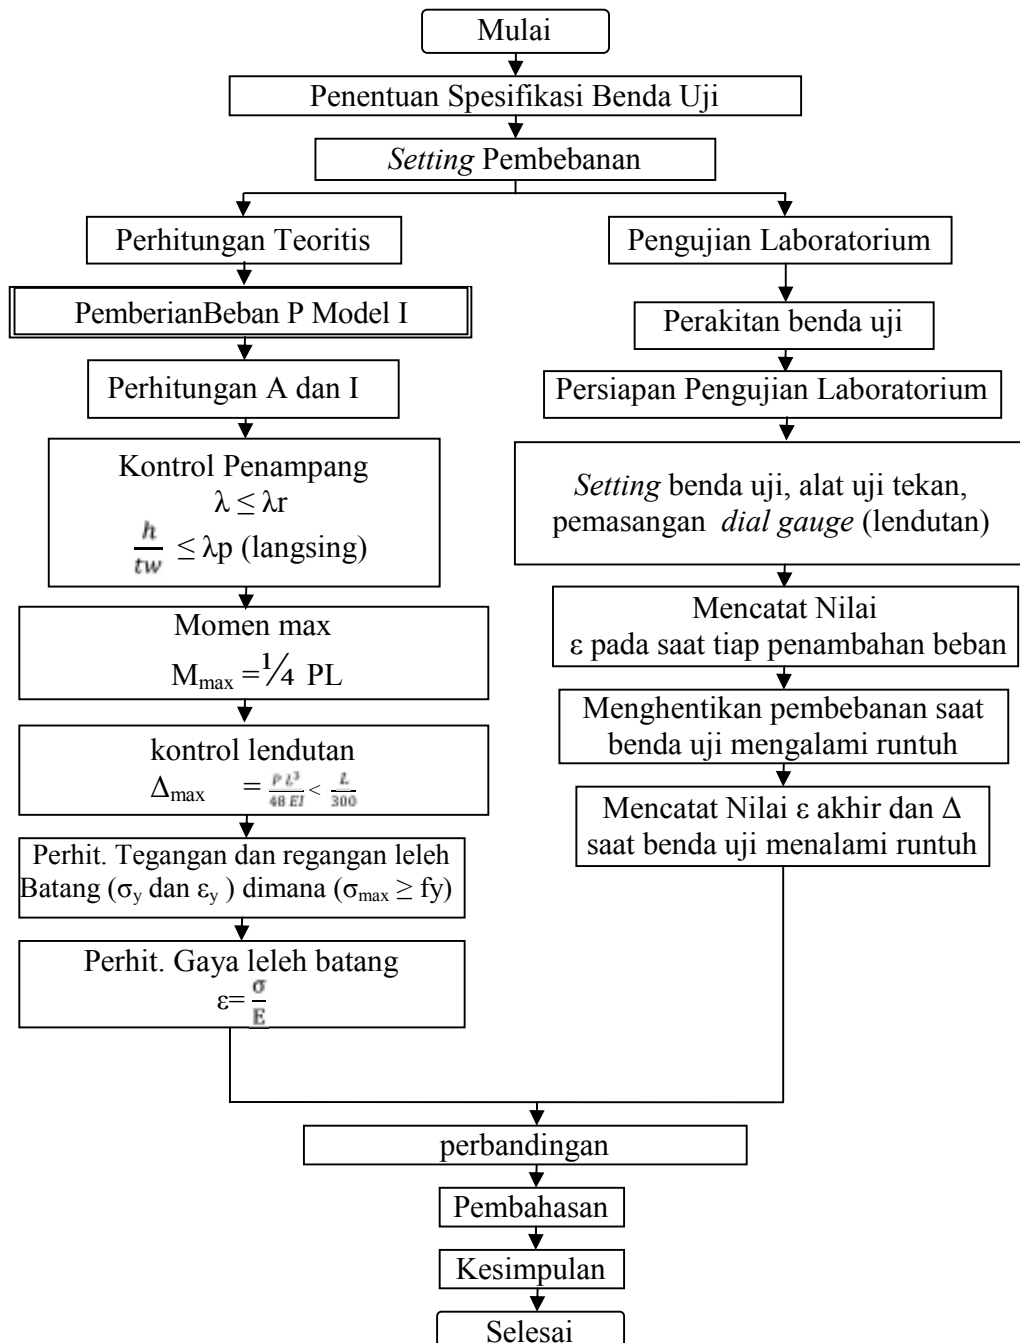 Mulai
Penentuan Spesifikasi Benda Uji
Setting Pembebanan
Perhitungan Teoritis
PemberianBeban P Model I
Perhitungan A dan I
Kontrol Penampang
λ ≤ λr
h/tw ≤ λp (langsing)
Momen max
Mmax =¼ PL
kontrol lendutan
Δmax = P L³/48 EI < L/300
Perhit. Tegangan dan regangan leleh
Batang (σy dan εy ) dimana (σmax ≥ fy)
Perhit. Gaya leleh batang
ε= σ/E
Pengujian Laboratorium
Perakitan benda uji
Persiapan Pengujian Laboratorium
Setting benda uji, alat uji tekan,
pemasangan dial gauge (lendutan)
Mencatat Nilai
ε pada saat tiap penambahan beban
Menghentikan pembebanan saat
benda uji mengalami runtuh
Mencatat Nilai ε akhir dan Δ
saat benda uji menalami runtuh
perbandingan
Pembahasan
Kesimpulan
Selesai